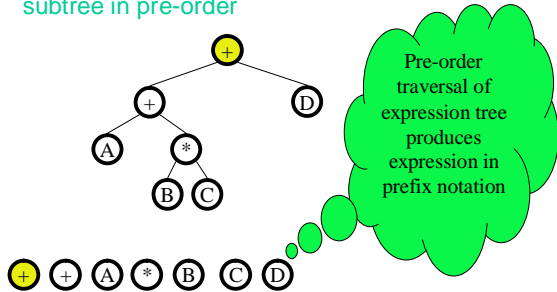 subtree in pre-order
+
+ D
A *
B C
Pre-order
traversal of
expression tree
produces
expression in
prefix notation
+ + A * B C D